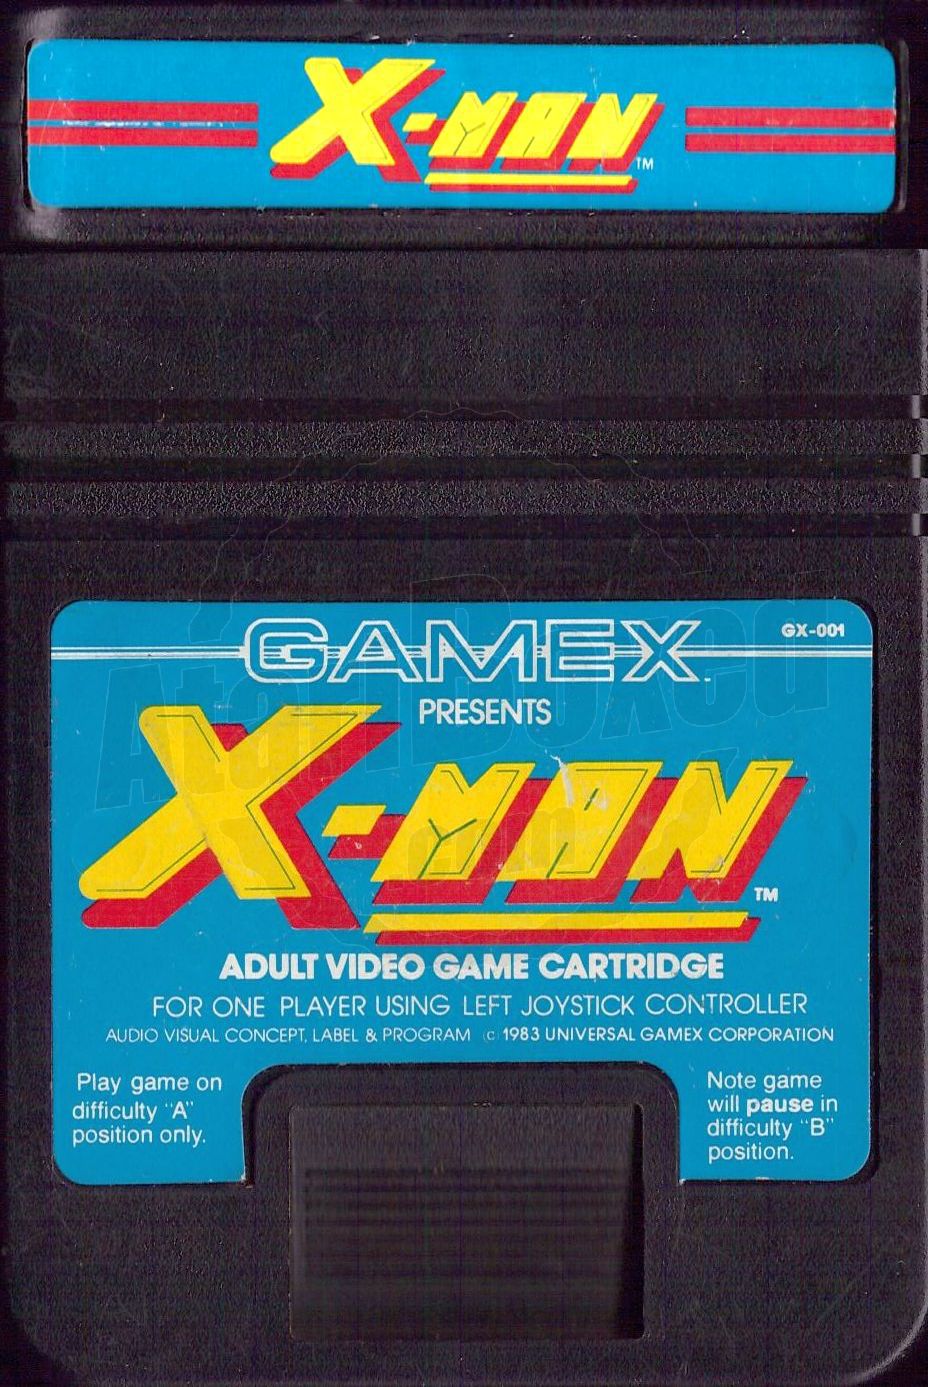 X-MAN
TM
GAMEX
GX-001
PRESENTS
X-MAN
TM
ADULT VIDEO GAME CARTRIDGE
FOR ONE PLAYER USING LEFT JOYSTICK CONTROLLER
AUDIO VISUAL CONCEPT, LABEL & PROGRAM © 1983 UNIVERSAL GAMEX CORPORATION
Play game on
difficulty "A"
position only.
Note game
will pause in
difficulty "B"
position.
AtariBoxed
.com